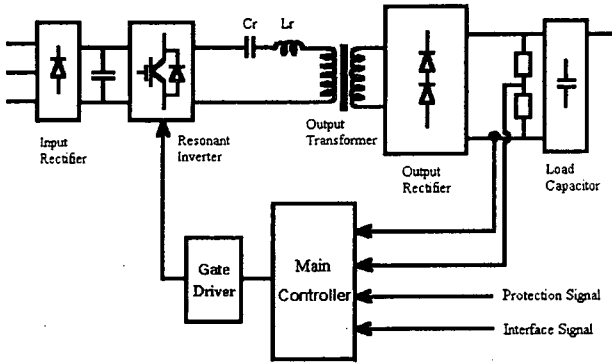 Cr
Lr
Input
Rectifier
Resonant
Inverter
Output
Transformer
Output
Rectifier
Load
Capacitor
Gate
Driver
Main
Controller
Protection Signal
Interface Signal